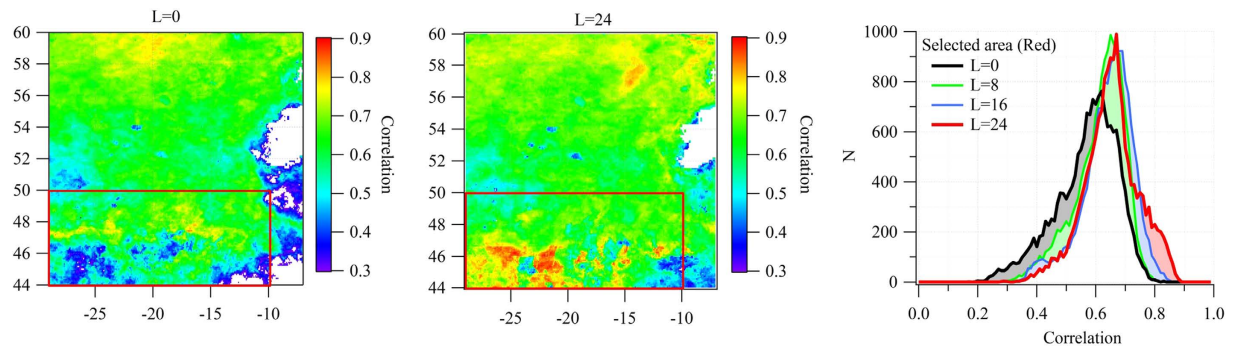 L=0
60
58
56
54
52
50
48
46
44
-25 -20 -15 -10
0.9
0.8
0.7
0.6
0.5
0.4
0.3
Correlation
L=24
60
58
56
54
52
50
48
46
44
-25 -20 -15 -10
0.9
0.8
0.7
0.6
0.5
0.4
0.3
Correlation
1000
800
600
400
200
0
N
Selected area (Red)
L=0
L=8
L=16
L=24
0.0 0.2 0.4 0.6 0.8 1.0
Correlation